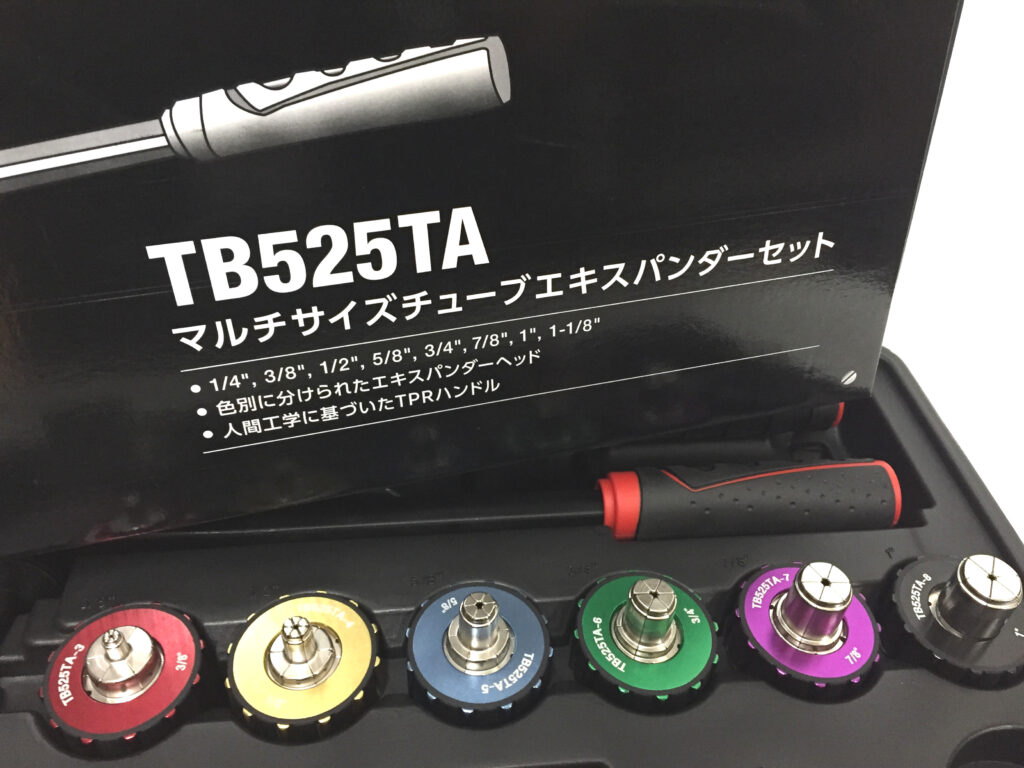 TB525TA
マルチサイズチューブエキスパンダーセット
● 1/4", 3/8", 1/2", 5/8", 3/4", 7/8", 1", 1-1/8"
● 色別に分けられたエキスパンダーヘッド
● 人間工学に基づいたTPRハンドル
TB525TA-3
3/8"
TB525TA-4
5/8"
TB525TA-5
TB525TA-6
3/4"
TB525TA-7
7/8"
TB525TA-8
1"